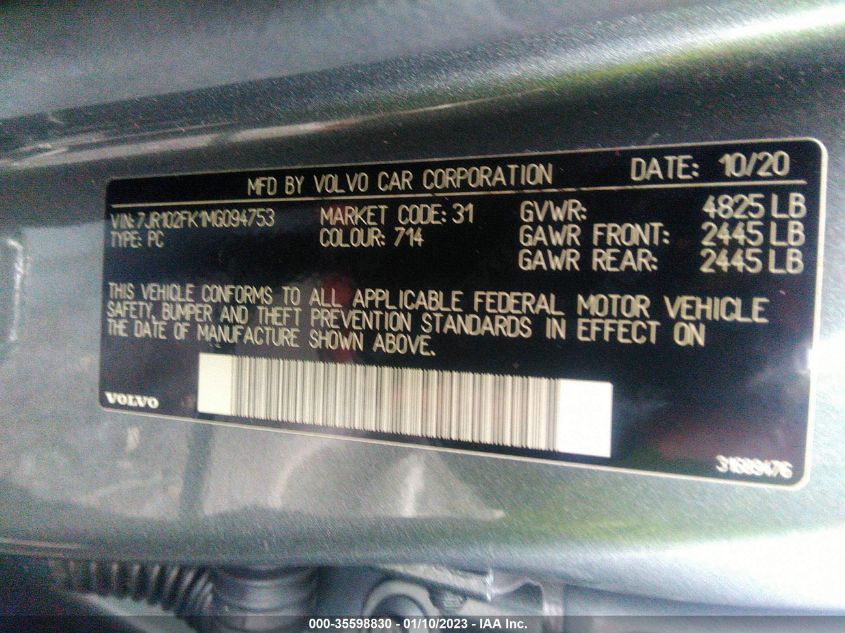 MFD BY VOLVO CAR CORPORATION DATE: 10/20
VIN: 7JR102FK1MG094753 MARKET CODE: 31 GVWR: 4825 LB
TYPE: PC COLOUR: 714 GAWR FRONT: 2445 LB
GAWR REAR: 2445 LB
THIS VEHICLE CONFORMS TO ALL APPLICABLE FEDERAL MOTOR VEHICLE
SAFETY, BUMPER AND THEFT PREVENTION STANDARDS IN EFFECT ON
THE DATE OF MANUFACTURE SHOWN ABOVE.
VOLVO
31689476
000-35598830 - 01/10/2023 - IAA Inc.